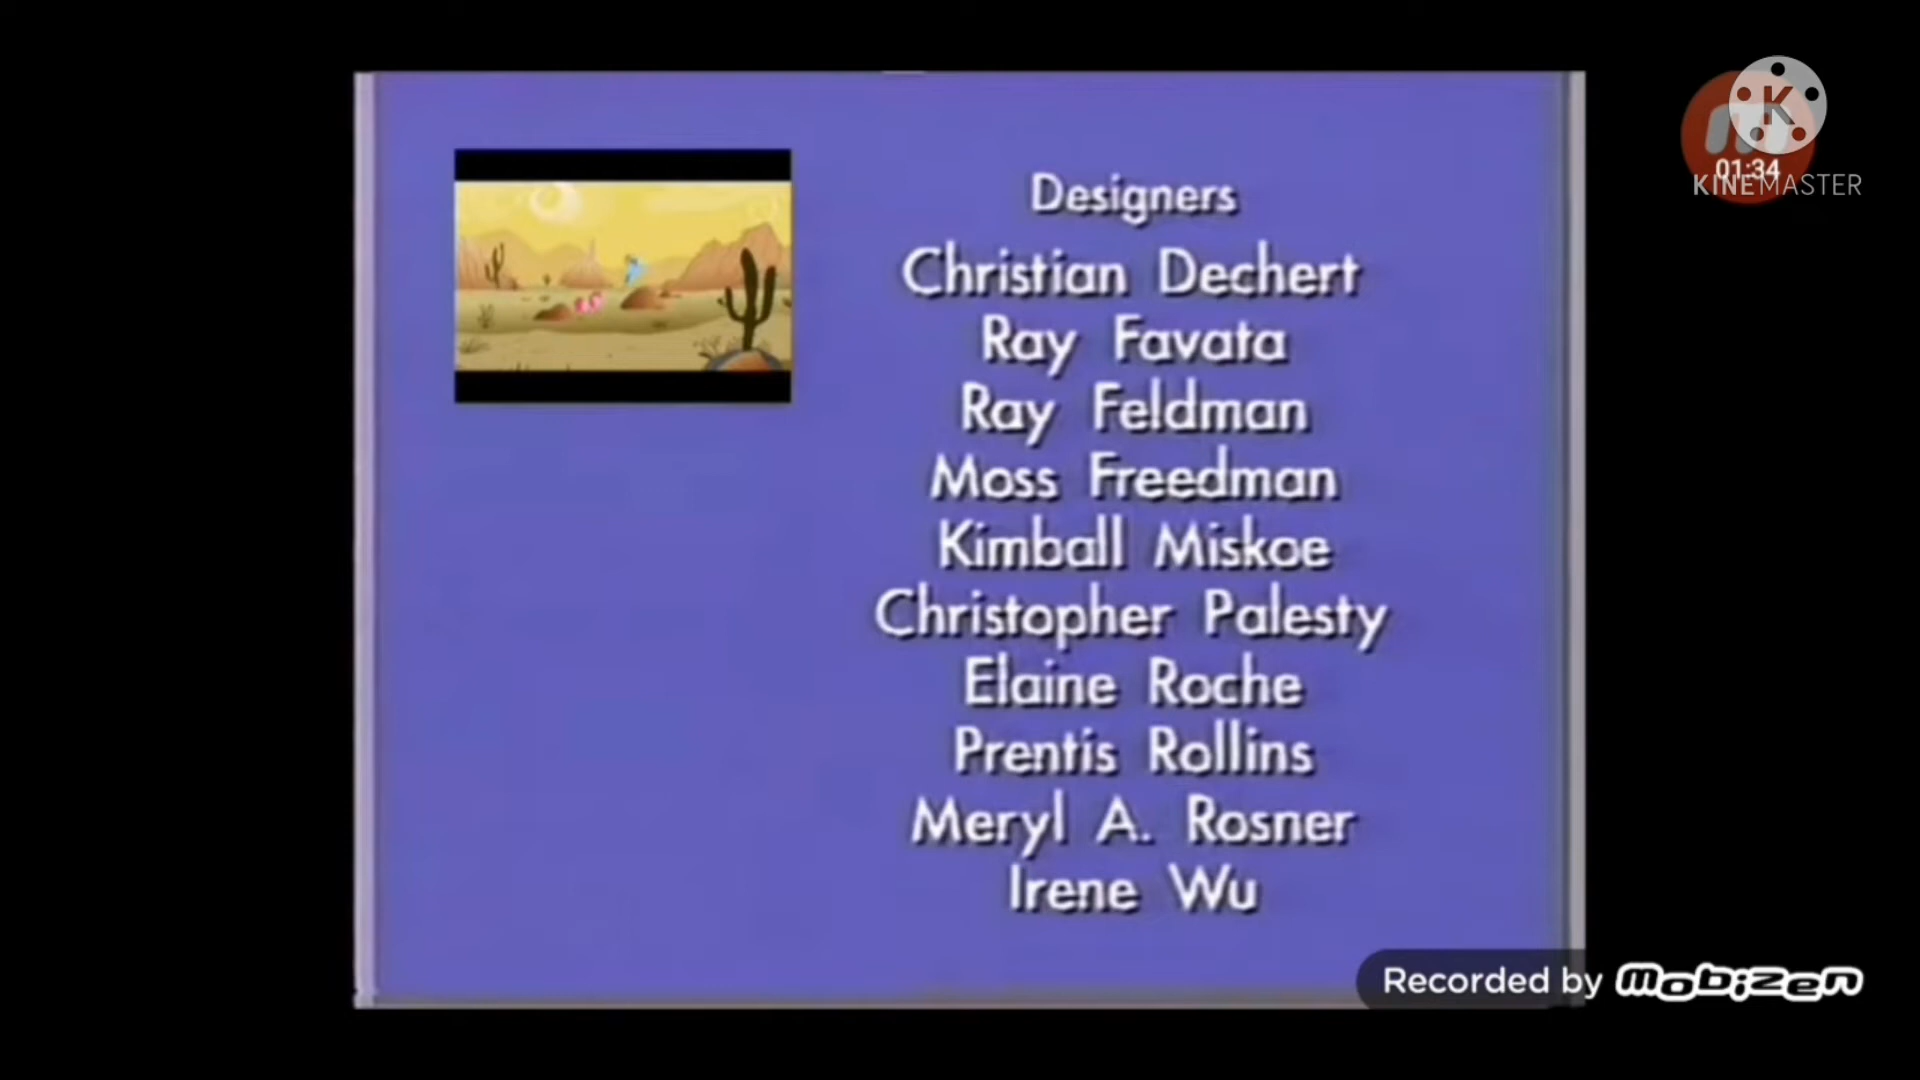 Designers
Christian Dechert
Ray Favata
Ray Feldman
Moss Freedman
Kimball Miskoe
Christopher Palesty
Elaine Roche
Prentis Rollins
Meryl A. Rosner
Irene Wu
K
01:34
KINEMASTER
Recorded by mobizen